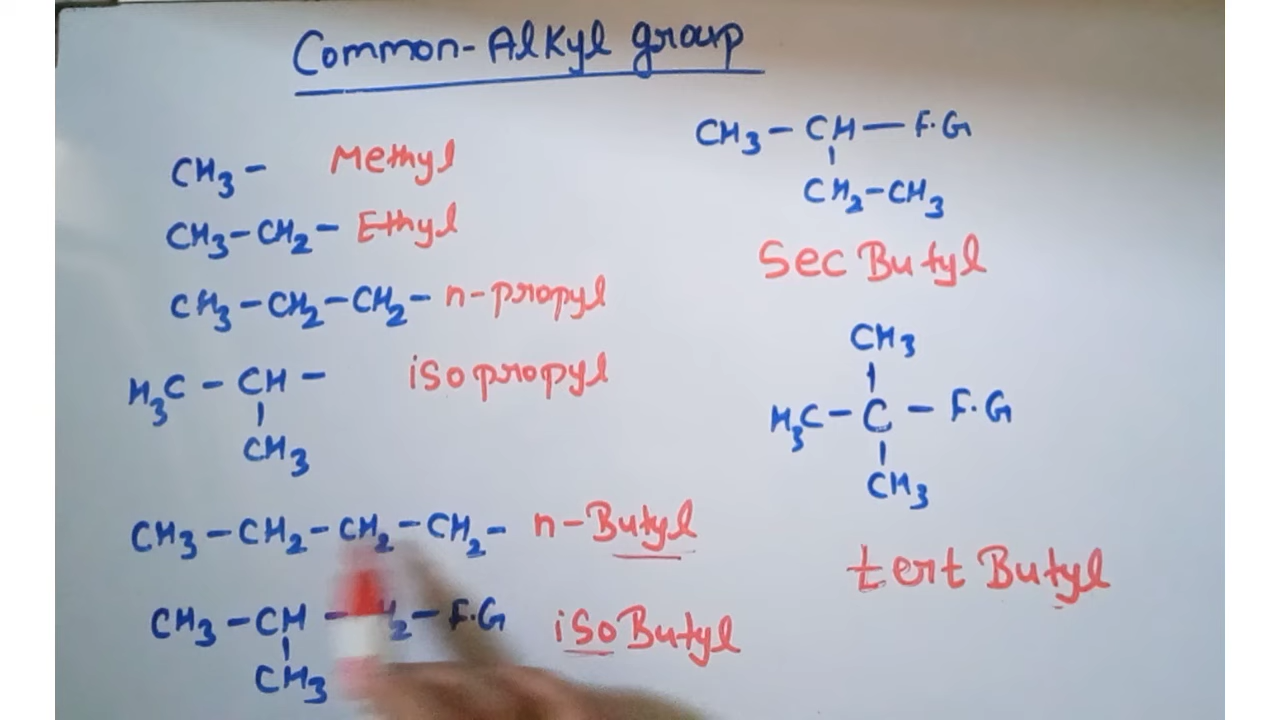 Common-Alkyl group
CH3- Methyl
CH3-CH2- Ethyl
CH3-CH2-CH2- n-propyl
H3C - CH - isopropyl
CH3
CH3-CH2-CH2-CH2- n-Butyl
CH3-CH - 2-F.G isoButyl
CH3
CH3-CH-F.G
CH2-CH3
Sec Butyl
CH3
H3C-C-F.G
CH3
tert Butyl